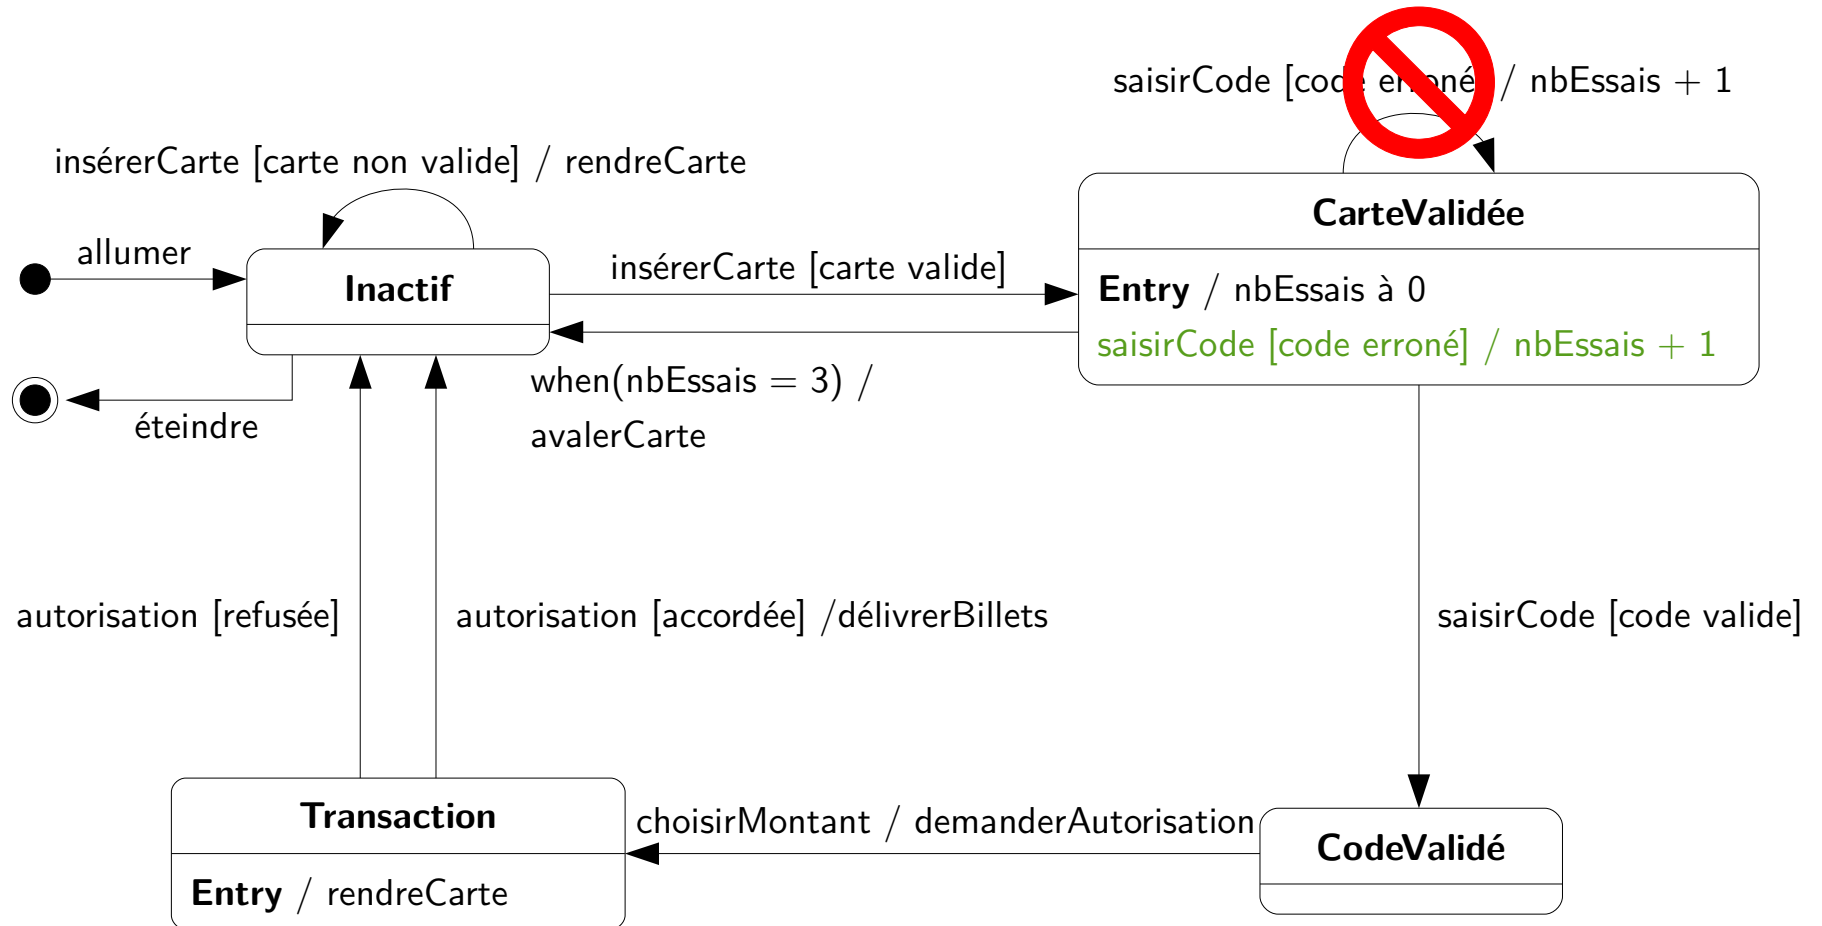 saisirCode [code erroné] / nbEssais + 1
insérerCarte [carte non valide] / rendreCarte
CarteValidée
allumer
insérerCarte [carte valide]
Inactif
Entry / nbEssais à 0
saisirCode [code erroné] / nbEssais + 1
when(nbEssais = 3) /
avalerCarte
éteindre
autorisation [refusée]
autorisation [accordée] /délivrerBillets
saisirCode [code valide]
Transaction
choisirMontant / demanderAutorisation
CodeValidé
Entry / rendreCarte